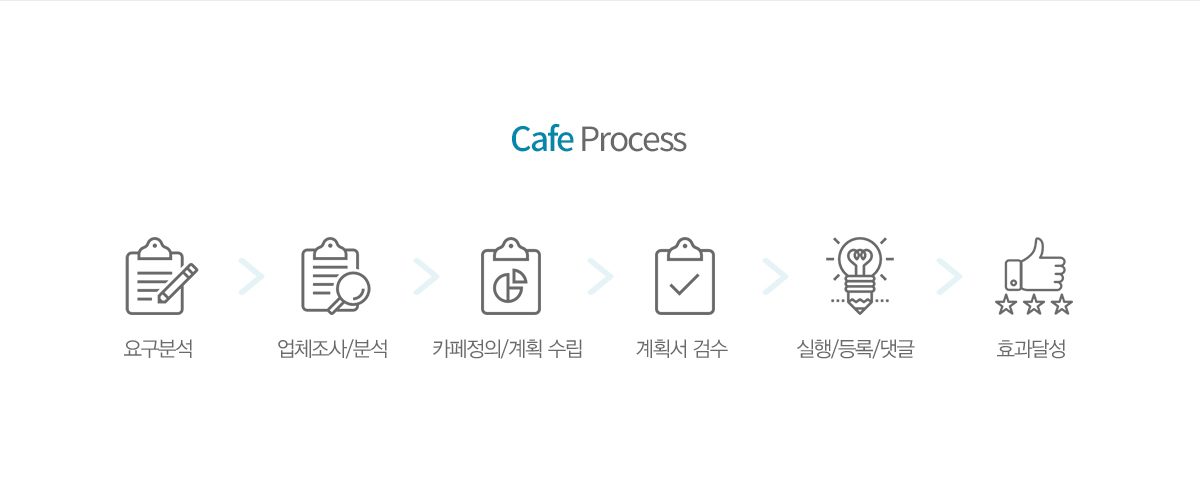 Cafe Process
요구분석
업체조사/분석
카페정의/계획 수립
계획서 검수
실행/등록/댓글
효과달성